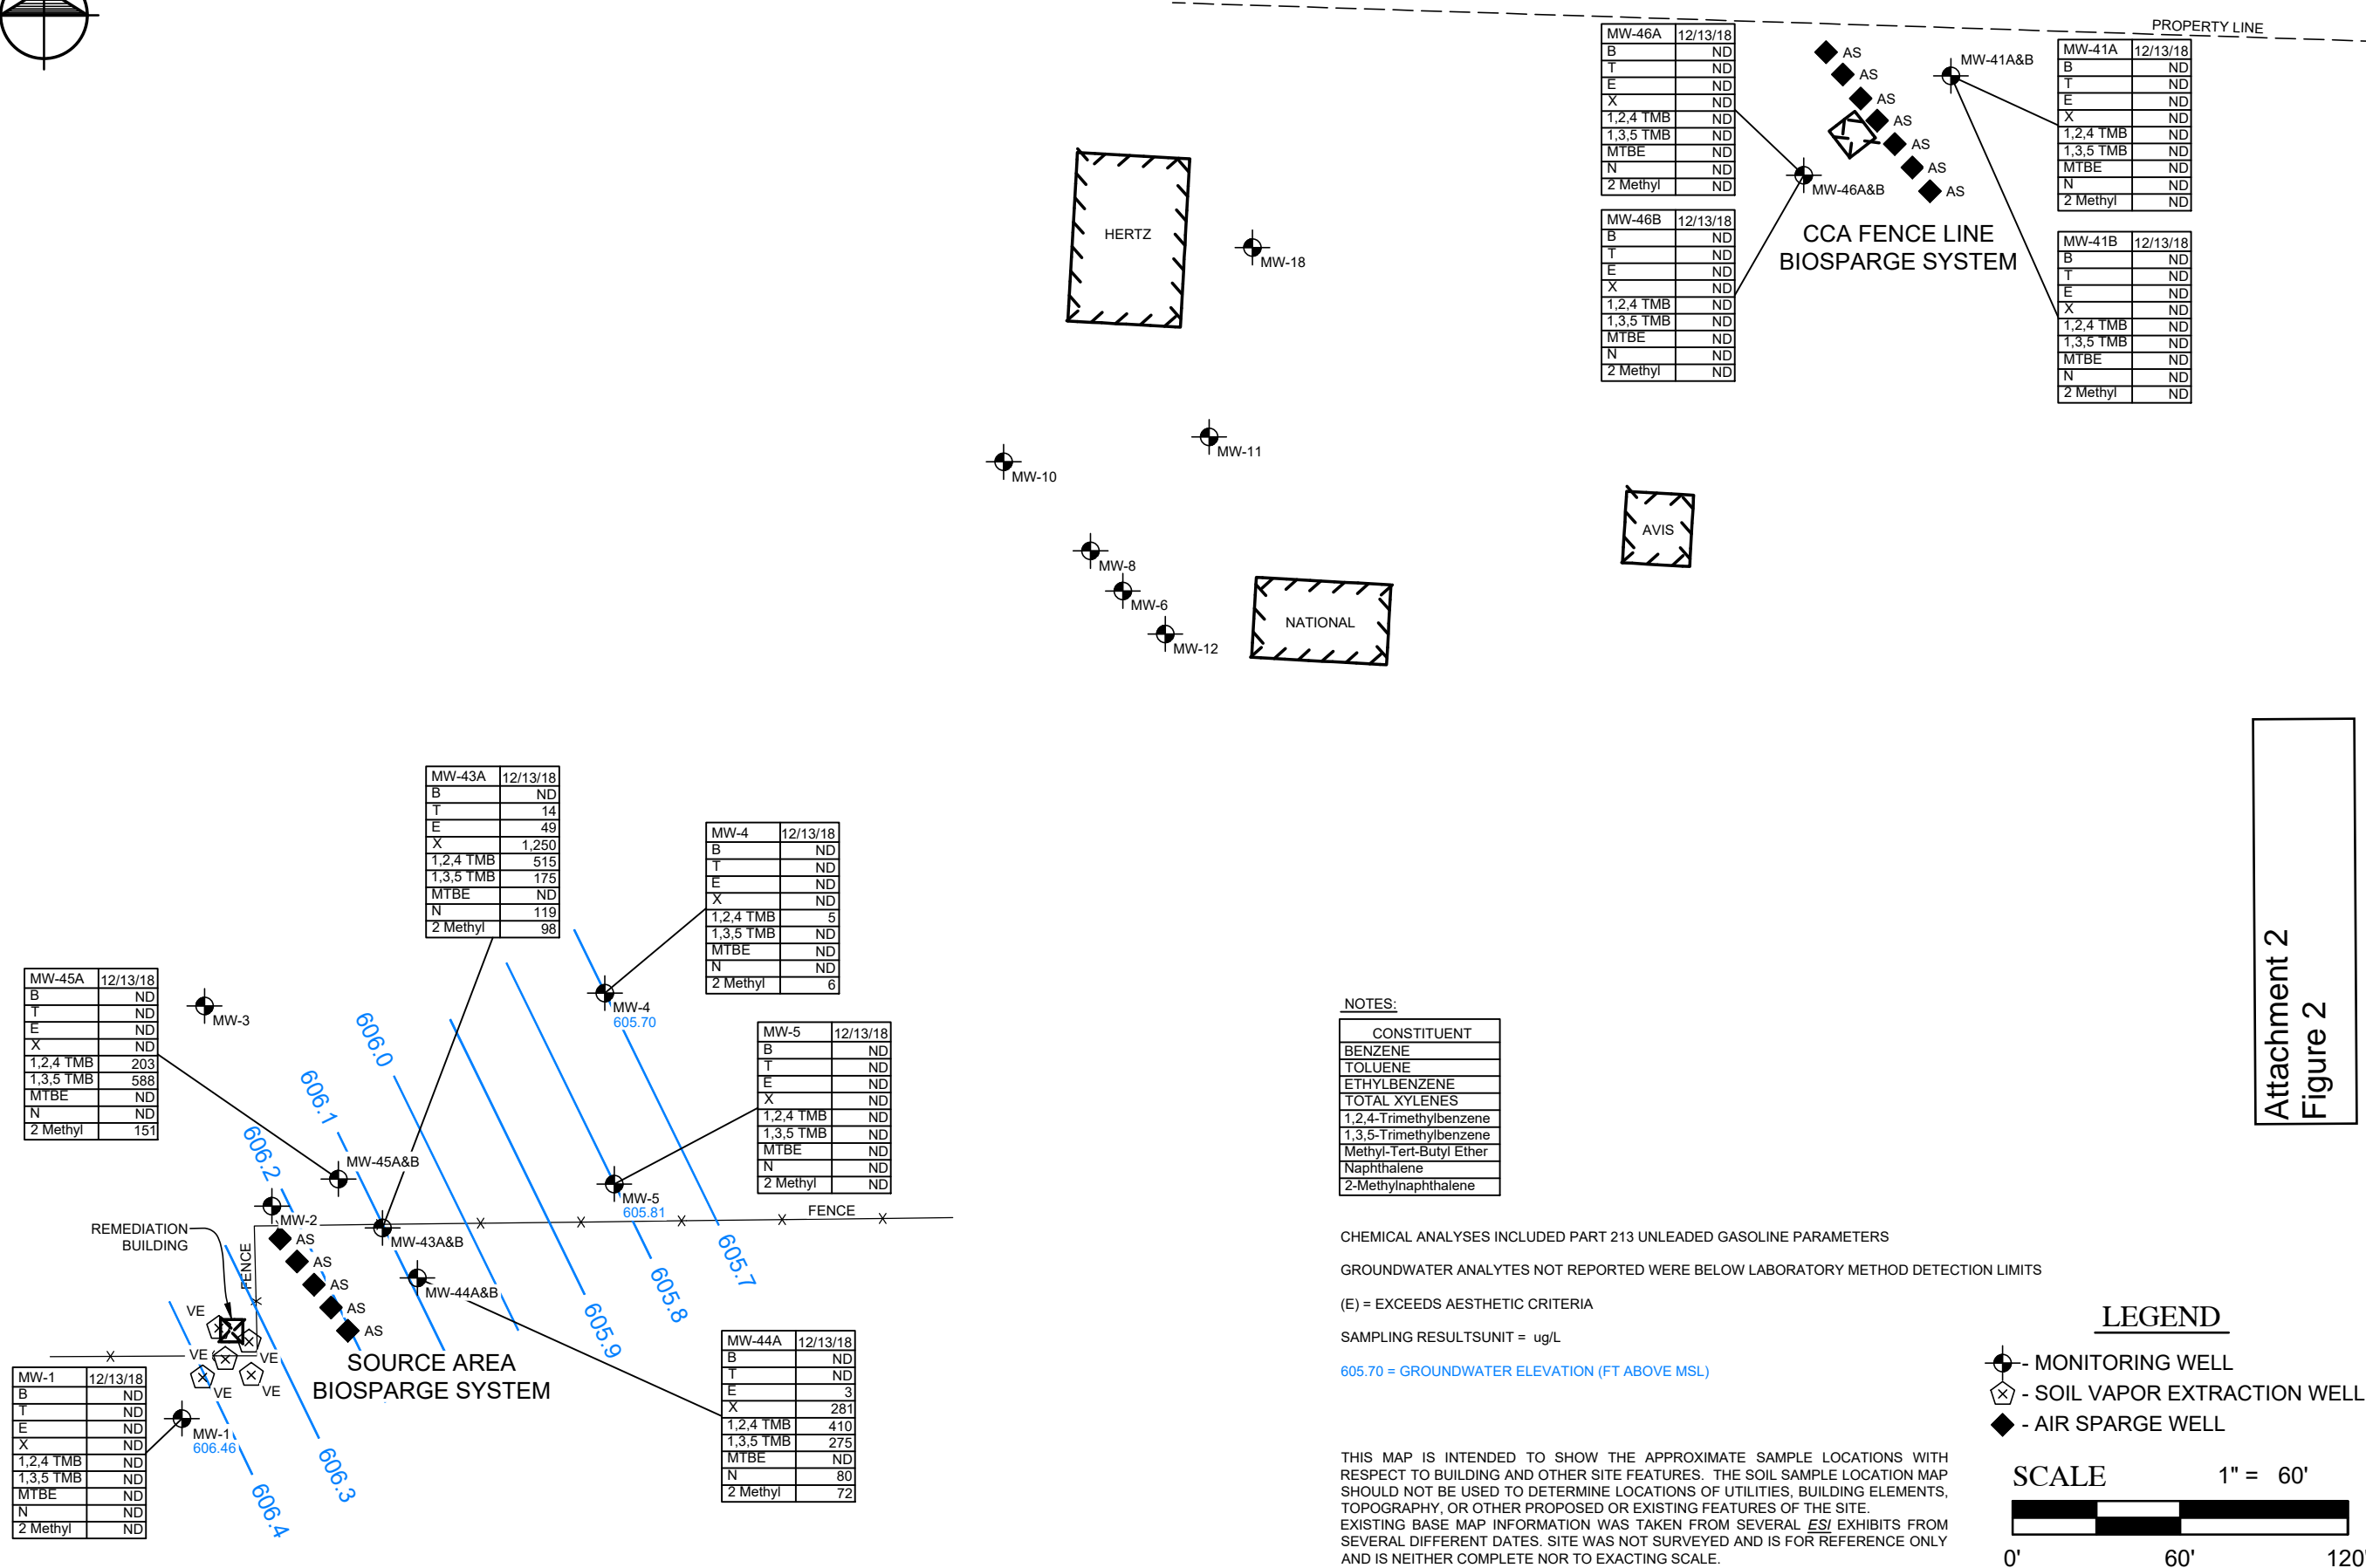 PROPERTY LINE
MW-46A 12/13/18
B ND
T ND
E ND
X ND
1,2,4 TMB ND
1,3,5 TMB ND
MTBE ND
N ND
2 Methyl ND
MW-46B 12/13/18
B ND
T ND
E ND
X ND
1,2,4 TMB ND
1,3,5 TMB ND
MTBE ND
N ND
2 Methyl ND
AS
AS
AS
AS
AS
AS
AS
MW-41A&B
MW-46A&B
CCA FENCE LINE
BIOSPARGE SYSTEM
MW-41A 12/13/18
B ND
T ND
E ND
X ND
1,2,4 TMB ND
1,3,5 TMB ND
MTBE ND
N ND
2 Methyl ND
MW-41B 12/13/18
B ND
T ND
E ND
X ND
1,2,4 TMB ND
1,3,5 TMB ND
MTBE ND
N ND
2 Methyl ND
HERTZ
MW-18
MW-11
MW-10
MW-8
MW-6
MW-12
NATIONAL
AVIS
Attachment 2
Figure 2
MW-43A 12/13/18
B ND
T 14
E 49
X 1,250
1,2,4 TMB 515
1,3,5 TMB 175
MTBE ND
N 119
2 Methyl 98
MW-4 12/13/18
B ND
T ND
E ND
X ND
1,2,4 TMB 5
1,3,5 TMB ND
MTBE ND
N ND
2 Methyl 6
MW-45A 12/13/18
B ND
T ND
E ND
X ND
1,2,4 TMB 203
1,3,5 TMB 588
MTBE ND
N ND
2 Methyl 151
MW-3
MW-4
605.70
MW-5 12/13/18
B ND
T ND
E ND
X ND
1,2,4 TMB ND
1,3,5 TMB ND
MTBE ND
N ND
2 Methyl ND
606.0
606.1
606.2
MW-45A&B
MW-2
MW-5
605.81
FENCE
REMEDIATION
BUILDING
FENCE
MW-43A&B
MW-44A&B
AS
AS
AS
AS
AS
605.7
605.8
605.9
VE
VE
VE
VE
VE
SOURCE AREA
BIOSPARGE SYSTEM
MW-1
606.46
606.3
606.4
MW-1 12/13/18
B ND
T ND
E ND
X ND
1,2,4 TMB ND
1,3,5 TMB ND
MTBE ND
N ND
2 Methyl ND
MW-44A 12/13/18
B ND
T ND
E 3
X 281
1,2,4 TMB 410
1,3,5 TMB 275
MTBE ND
N 80
2 Methyl 72
NOTES:
CONSTITUENT
BENZENE
TOLUENE
ETHYLBENZENE
TOTAL XYLENES
1,2,4-Trimethylbenzene
1,3,5-Trimethylbenzene
Methyl-Tert-Butyl Ether
Naphthalene
2-Methylnaphthalene
CHEMICAL ANALYSES INCLUDED PART 213 UNLEADED GASOLINE PARAMETERS
GROUNDWATER ANALYTES NOT REPORTED WERE BELOW LABORATORY METHOD DETECTION LIMITS
(E) = EXCEEDS AESTHETIC CRITERIA
SAMPLING RESULTSUNIT = ug/L
605.70 = GROUNDWATER ELEVATION (FT ABOVE MSL)
THIS MAP IS INTENDED TO SHOW THE APPROXIMATE SAMPLE LOCATIONS WITH
RESPECT TO BUILDING AND OTHER SITE FEATURES. THE SOIL SAMPLE LOCATION MAP
SHOULD NOT BE USED TO DETERMINE LOCATIONS OF UTILITIES, BUILDING ELEMENTS,
TOPOGRAPHY, OR OTHER PROPOSED OR EXISTING FEATURES OF THE SITE.
EXISTING BASE MAP INFORMATION WAS TAKEN FROM SEVERAL ESI EXHIBITS FROM
SEVERAL DIFFERENT DATES. SITE WAS NOT SURVEYED AND IS FOR REFERENCE ONLY
AND IS NEITHER COMPLETE NOR TO EXACTING SCALE.
LEGEND
- MONITORING WELL
- SOIL VAPOR EXTRACTION WELL
- AIR SPARGE WELL
SCALE 1" = 60'
0' 60' 120'